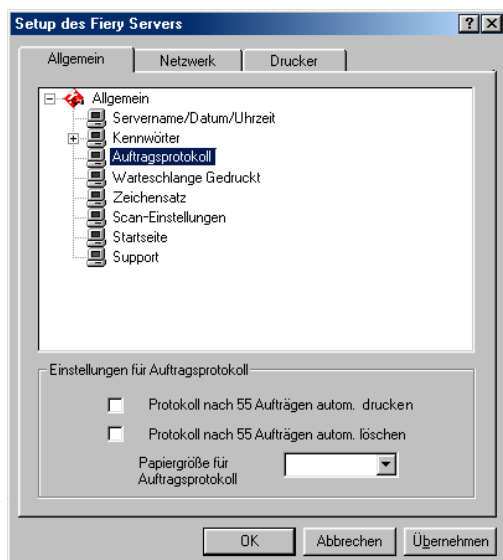 Setup des Fiery Servers
Allgemein
Netzwerk
Drucker
Allgemein
Servername/Datum/Uhrzeit
Kennwörter
Auftragsprotokoll
Warteschlange Gedruckt
Zeichensatz
Scan-Einstellungen
Startseite
Support
Einstellungen für Auftragsprotokoll
Protokoll nach 55 Aufträgen autom. drucken
Protokoll nach 55 Aufträgen autom. löschen
Papiergröße für
Auftragsprotokoll
OK
Abbrechen
Übernehmen